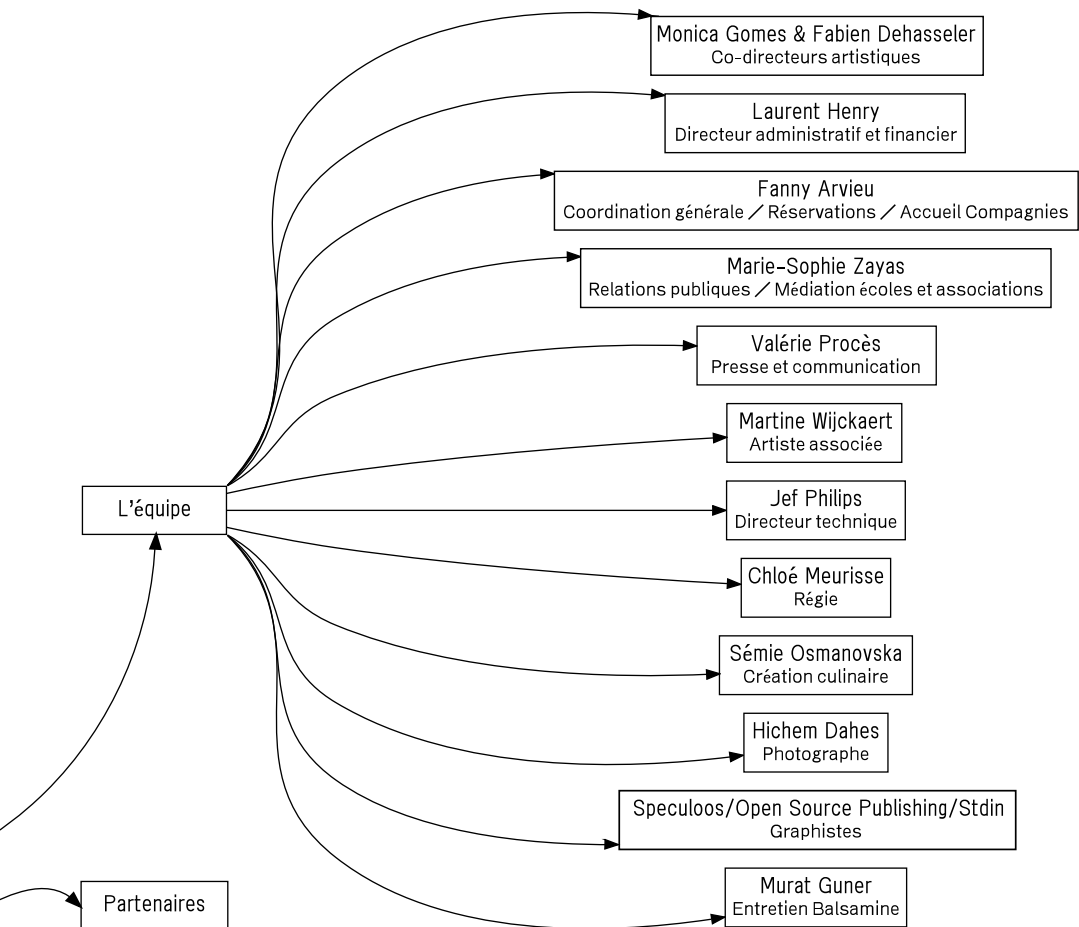 Monica Gomes & Fabien Dehasseler
Co-directeurs artistiques
Laurent Henry
Directeur administratif et financier
Fanny Arvieu
Coordination générale / Réservations / Accueil Compagnies
Marie-Sophie Zayas
Relations publiques / Médiation écoles et associations
Valérie Procès
Presse et communication
Martine Wijckaert
Artiste associée
L'équipe
Jef Philips
Directeur technique
Chloé Meurisse
Régie
Sémie Osmanovska
Création culinaire
Hichem Dahes
Photographe
Speculoos/Open Source Publishing/Stdin
Graphistes
Murat Guner
Entretien Balsamine
Partenaires